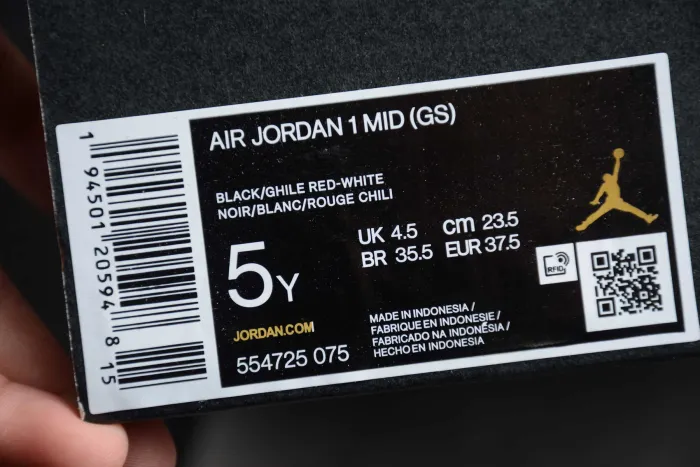 AIR JORDAN 1 MID (GS)
BLACK/GHILE RED-WHITE
NOIR/BLANC/ROUGE CHILI
5Y
UK 4.5 cm 23.5
BR 35.5 EUR 37.5
RFID
JORDAN.COM
554725 075
MADE IN INDONESIA /
FABRIQUE EN INDONESIE /
FABRICADO NA INDONÉSIA /
HECHO EN INDONESIA
1 94501 20594 8 15